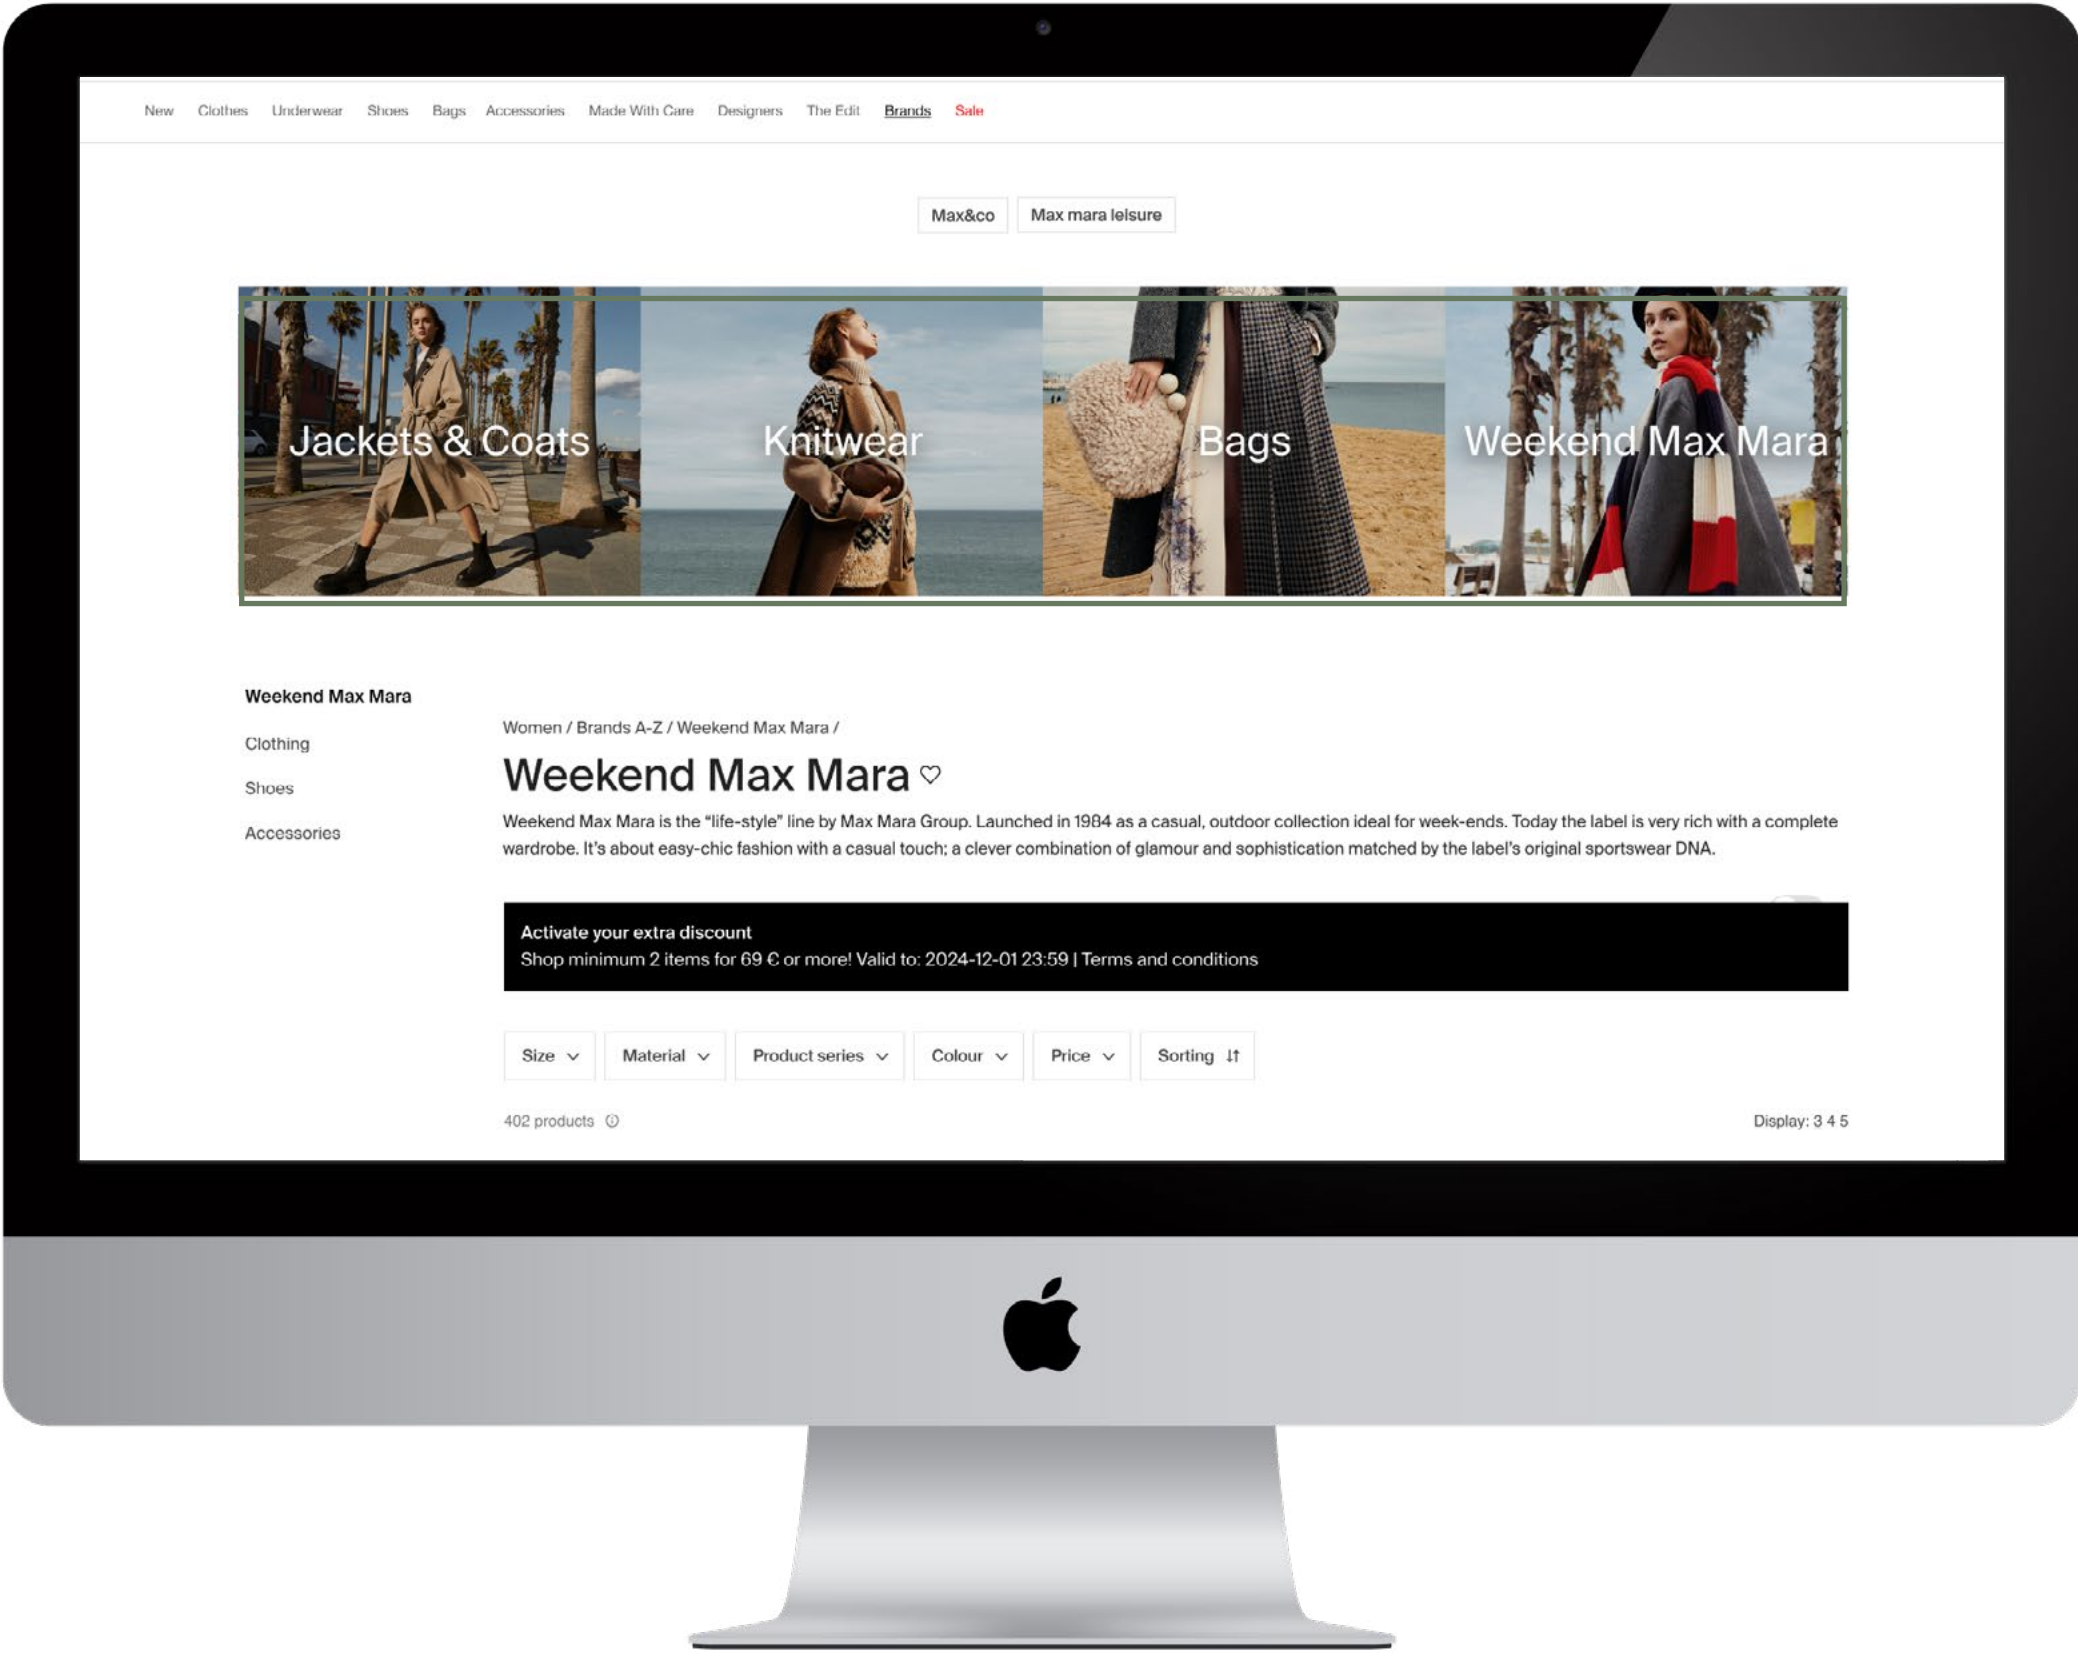 New Clothes Underwear Shoes Bags Accessories Made With Care Designers The Edit Brands Sale
Max&co Max mara leisure
Jackets & Coats Knitwear Bags Weekend Max Mara
Weekend Max Mara
Clothing
Shoes
Accessories
Women / Brands A-Z / Weekend Max Mara /
Weekend Max Mara
Weekend Max Mara is the “life-style” line by Max Mara Group. Launched in 1984 as a casual, outdoor collection ideal for week-ends. Today the label is very rich with a complete
wardrobe. It's about easy-chic fashion with a casual touch; a clever combination of glamour and sophistication matched by the label's original sportswear DNA.
Activate your extra discount
Shop minimum 2 items for 69 € or more! Valid to: 2024-12-01 23:59 | Terms and conditions
Size Material Product series Colour Price Sorting
402 products Display: 3 4 5